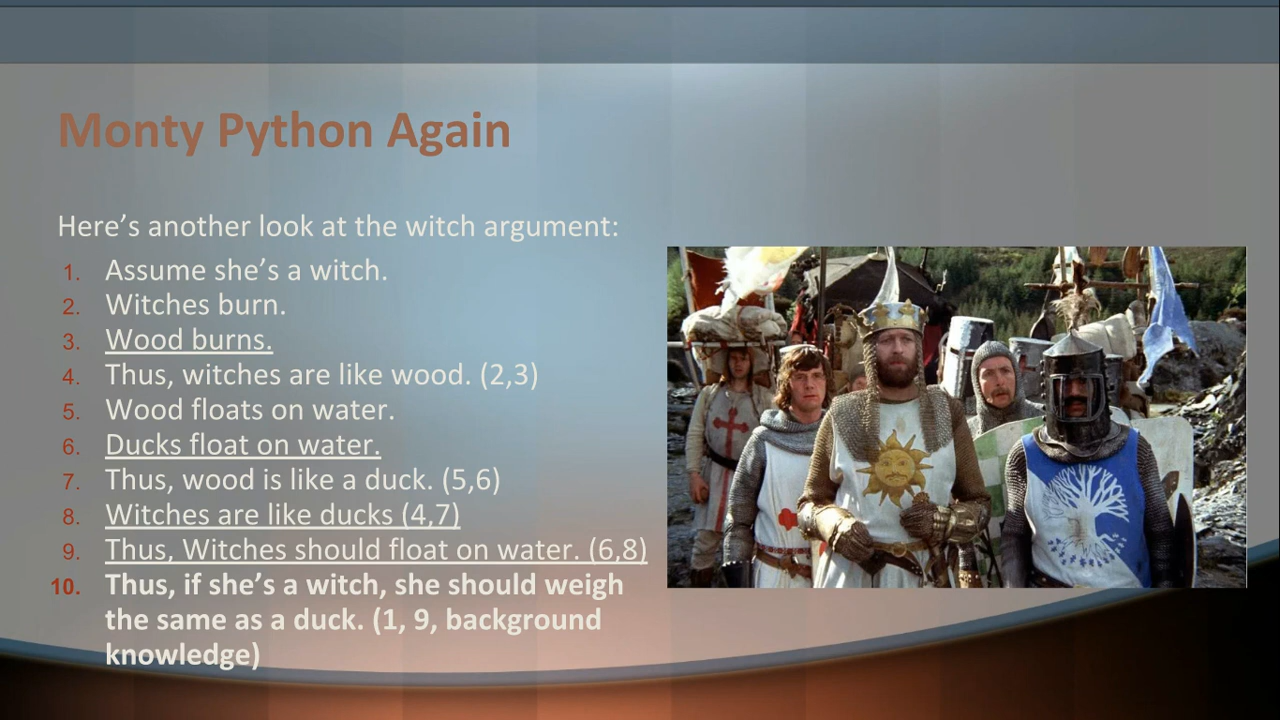 Monty Python Again
Here’s another look at the witch argument:
1. Assume she’s a witch.
2. Witches burn.
3. Wood burns.
4. Thus, witches are like wood. (2,3)
5. Wood floats on water.
6. Ducks float on water.
7. Thus, wood is like a duck. (5,6)
8. Witches are like ducks (4,7)
9. Thus, Witches should float on water. (6,8)
10. Thus, if she’s a witch, she should weigh
the same as a duck. (1, 9, background
knowledge)